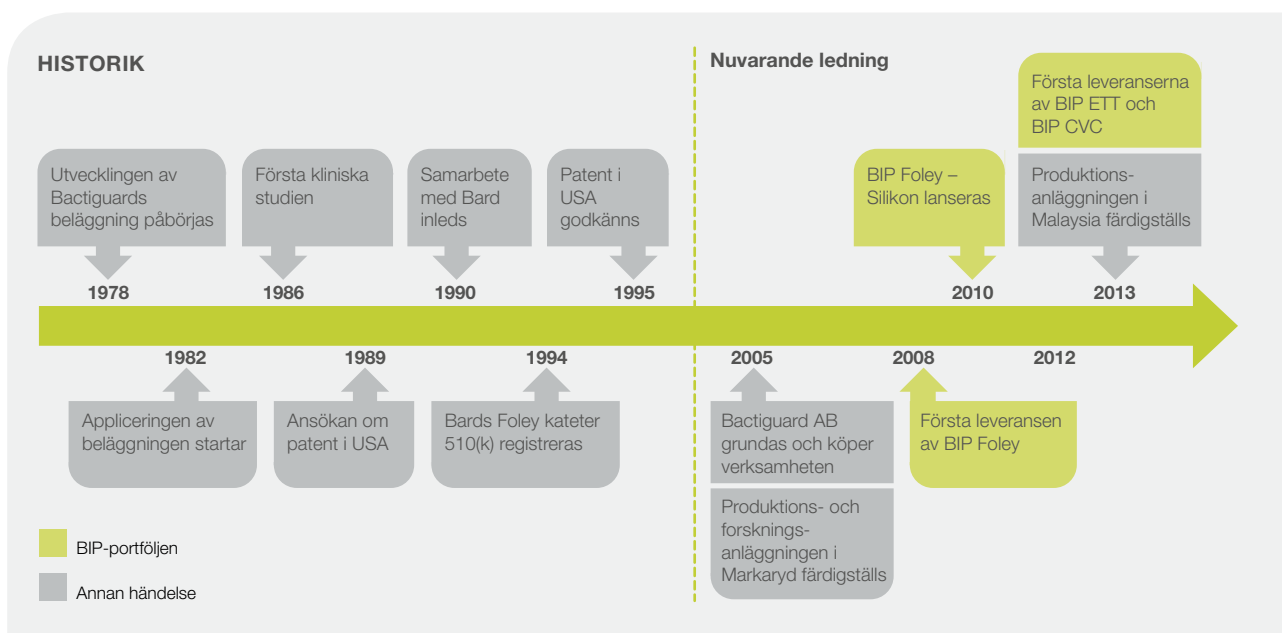 HISTORIK
Nuvarande ledning
Utvecklingen av
Bactiguards
beläggning påbörjas
Första kliniska
studien
Samarbete
med Bard
inleds
Patent i
USA
godkänns
BIP Foley –
Silikon lanseras
Första leveranserna
av BIP ETT och
BIP CVC
Produktions-
anläggningen i
Malaysia färdigställs
1978
1986
1990
1995
2010
2013
1982
1989
1994
2005
2008
2012
Appliceringen av
beläggningen startar
Ansökan om
patent i USA
Bards Foley kateter
510(k) registreras
Bactiguard AB
grundas och köper
verksamheten
Produktions- och
forsknings-
anläggningen i
Markaryd färdigställs
Första leveransen
av BIP Foley
BIP-portföljen
Annan händelse